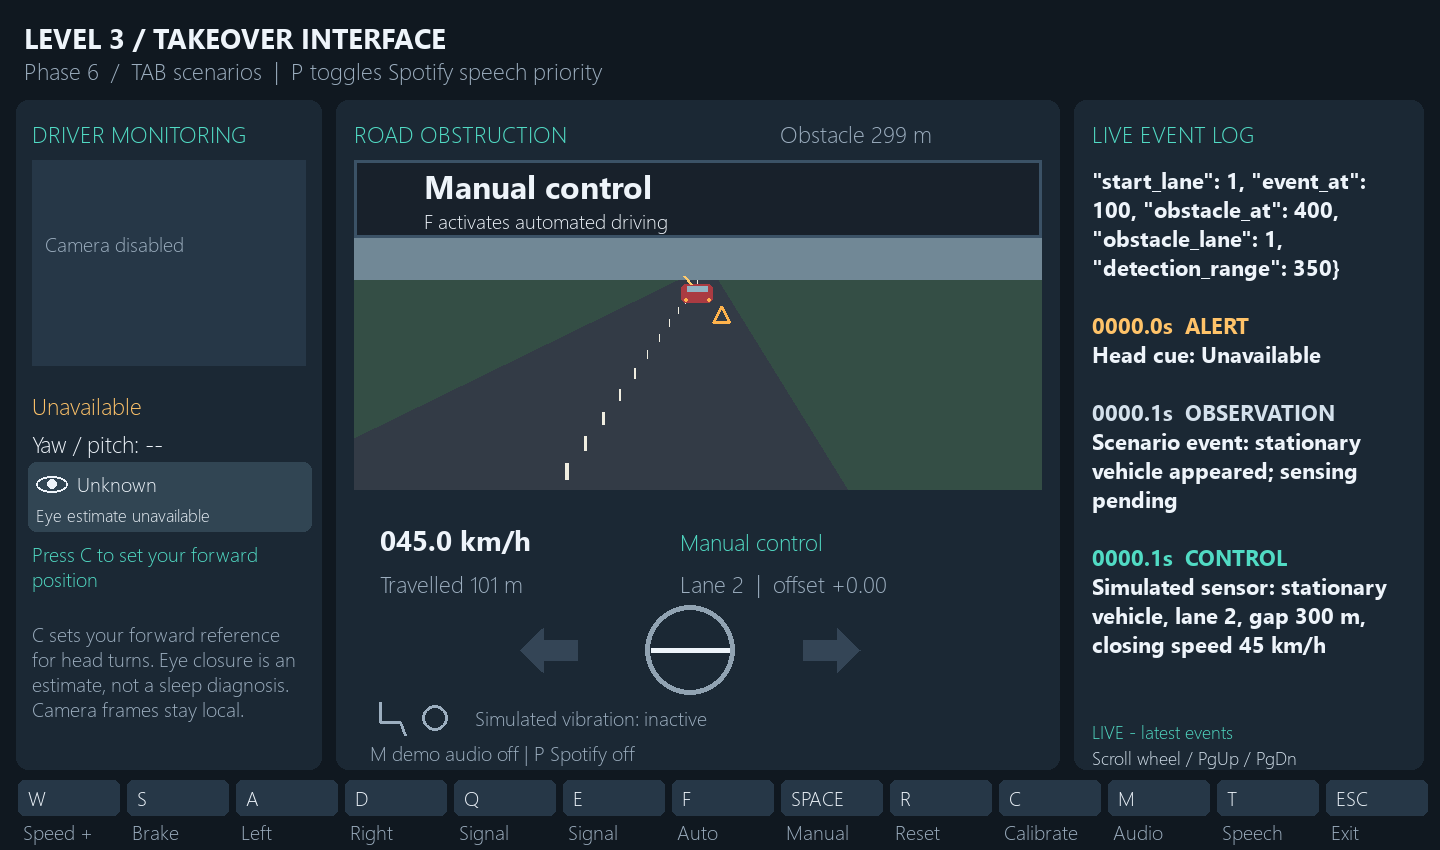 LEVEL 3 / TAKEOVER INTERFACE
Phase 6 / TAB scenarios | P toggles Spotify speech priority
DRIVER MONITORING
Camera disabled
Unavailable
Yaw / pitch: --
Unknown
Eye estimate unavailable
Press C to set your forward
position
C sets your forward reference
for head turns. Eye closure is an
estimate, not a sleep diagnosis.
Camera frames stay local.
ROAD OBSTRUCTION
Obstacle 299 m
Manual control
F activates automated driving
045.0 km/h
Manual control
Travelled 101 m
Lane 2 | offset +0.00
Simulated vibration: inactive
M demo audio off | P Spotify off
LIVE EVENT LOG
"start_lane": 1, "event_at":
100, "obstacle_at": 400,
"obstacle_lane": 1,
"detection_range": 350}
0000.0s ALERT
Head cue: Unavailable
0000.1s OBSERVATION
Scenario event: stationary
vehicle appeared; sensing
pending
0000.1s CONTROL
Simulated sensor: stationary
vehicle, lane 2, gap 300 m,
closing speed 45 km/h
LIVE - latest events
Scroll wheel / PgUp / PgDn
W
S
A
D
Q
E
F
SPACE
R
C
M
T
ESC
Speed +
Brake
Left
Right
Signal
Signal
Auto
Manual
Reset
Calibrate
Audio
Speech
Exit